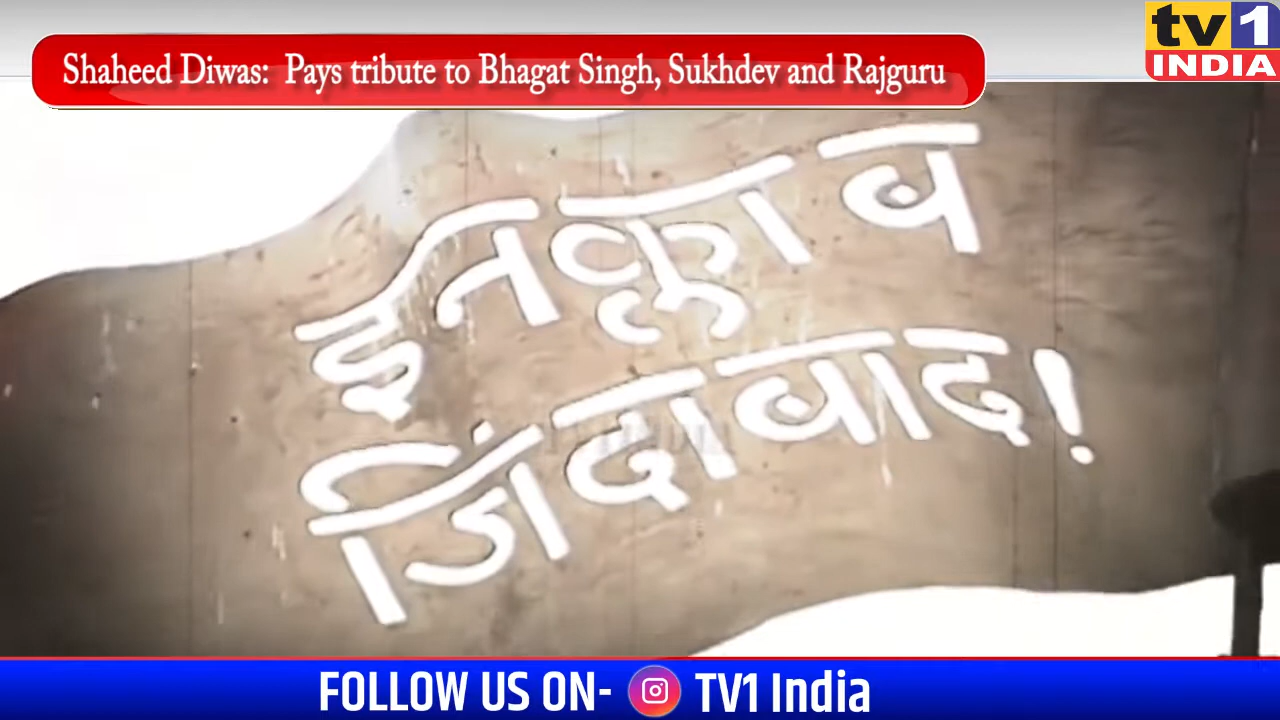 tv1
INDIA
Shaheed Diwas: Pays tribute to Bhagat Singh, Sukhdev and Rajguru
इन्क्लाब
जिंदाबाद!
FOLLOW US ON- TV1 India